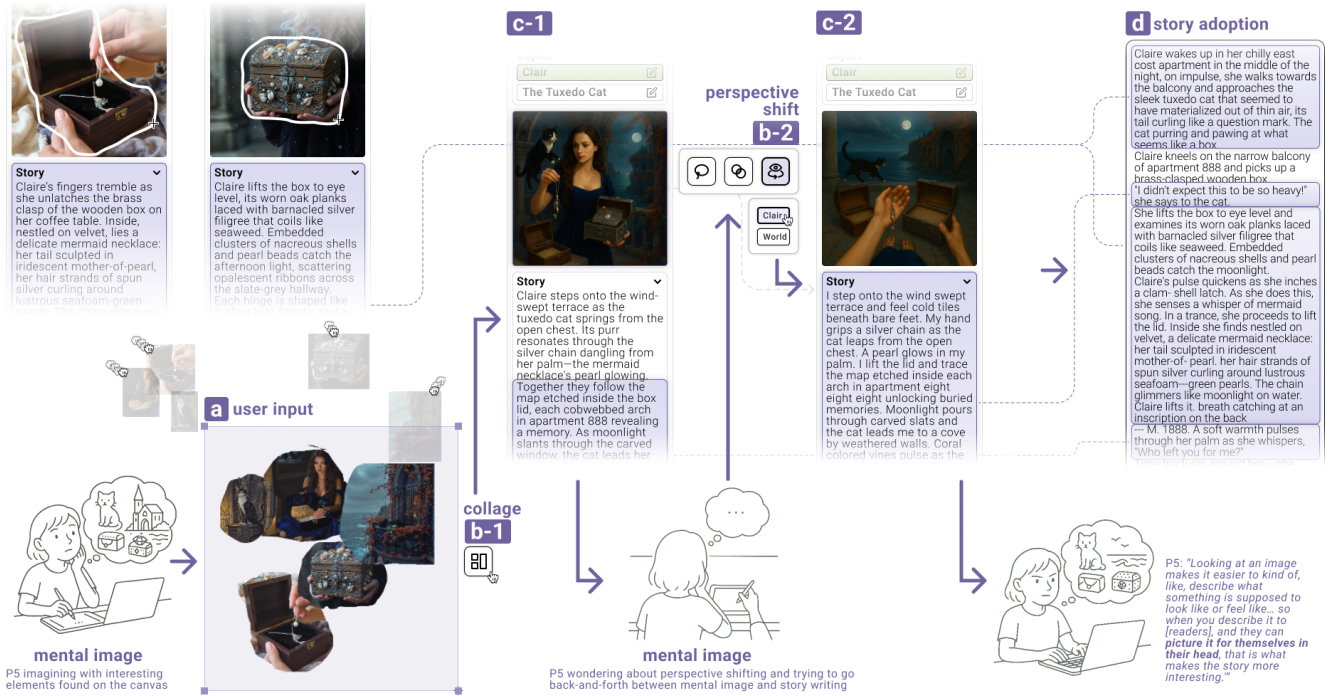 Story
Claire's fingers tremble as
she unlatches the brass
clasp of the wooden box on
her coffee table. Inside,
nestled on velvet, lies a
delicate mermaid necklace:
her tail sculpted in
iridescent mother-of-pearl,
her hair strands of spun
silver curling around
lustrous seafoam-green
Story
Claire lifts the box to eye
level, its worn oak planks
laced with barnacled silver
filigree that coils like
seaweed. Embedded
clusters of nacreous shells
and pearl beads catch the
afternoon light, scattering
opalescent ribbons across
the slate-grey hallway.
Each hinge is shaped like
a user input
mental image
P5 imagining with interesting
elements found on the canvas
collage
b-1
c-1
Clair
The Tuxedo Cat
Story
Claire steps onto the wind-
swept terrace as the
tuxedo cat springs from the
open chest. Its purr
resonates through the
silver chain dangling from
her palm—the mermaid
necklace's pearl glowing.
Together they follow the
map etched inside the box
lid, each cobwebbed arch
in apartment 888 revealing
a memory. As moonlight
slants through the carved
window, the cat leads her
perspective
shift
b-2
Clair
World
...
mental image
P5 wondering about perspective shifting and trying to go
back-and-forth between mental image and story writing
c-2
Clair
The Tuxedo Cat
Story
I step onto the wind swept
terrace and feel cold tiles
beneath bare feet. My hand
grips a silver chain as the
cat leaps from the open
chest. A pearl glows in my
palm. I lift the lid and trace
the map etched inside each
arch in apartment eight
eight eight unlocking buried
memories. Moonlight pours
through carved slats and
the cat leads me to a cove
by weathered walls. Coral
colored vines pulse as the
d story adoption
Claire wakes up in her chilly east
cost apartment in the middle of the
night, on impulse, she walks towards
the balcony and approaches the
sleek tuxedo cat that seemed to
have materialized out of thin air, its
tail curling like a question mark. The
cat purring and pawing at what
seems like a box
Claire kneels on the narrow balcony
of apartment 888 and picks up a
brass-clasped wooden box
"I didn't expect this to be so heavy!"
she says to the cat.
She lifts the box to eye level and
examines its worn oak planks laced
with barnacled silver filigree that
coils like seaweed. Embedded
clusters of nacreous shells and pearl
beads catch the moonlight.
Claire's pulse quickens as she inches
a clam- shell latch. As she does this,
she senses a whisper of mermaid
song. In a trance, she proceeds to lift
the lid. Inside she finds nestled on
velvet, a delicate mermaid necklace:
her tail sculpted in iridescent
mother-of- pearl. her hair strands of
spun silver curling around lustrous
seafoam---green pearls. The chain
glimmers like moonlight on water.
Claire lifts it. breath catching at an
inscription on the back
--- M. 1888. A soft warmth pulses
through her palm as she whispers,
"Who left you for me?"
P5: "Looking at an image
makes it easier to kind of,
like, describe what
something is supposed to
look like or feel like... so
when you describe it to
[readers], and they can
picture it for themselves in
their head, that is what
makes the story more
interesting.'"